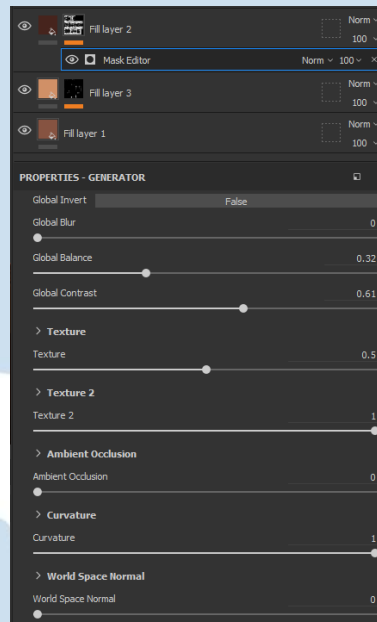 Fill layer 2 Norm
100
Mask Editor Norm 100 ×
Fill layer 3 Norm
100
Fill layer 1 Norm
100
PROPERTIES - GENERATOR
Global Invert False
Global Blur 0
Global Balance 0.32
Global Contrast 0.61
> Texture
Texture 0.5
> Texture 2
Texture 2 1
> Ambient Occlusion
Ambient Occlusion 0
> Curvature
Curvature 1
> World Space Normal
World Space Normal 0